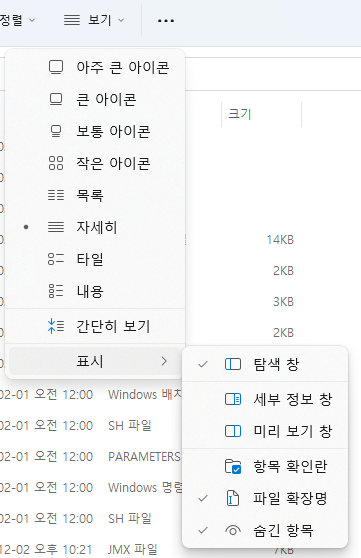 정렬 보기 •••
아주 큰 아이콘
큰 아이콘
크기
보통 아이콘
작은 아이콘
목록
자세히
14KB
타일
2KB
내용
3KB
간단히 보기
2KB
표시
탐색 창
02-01 오전 12:00 Windows 배치
세부 정보 창
02-01 오전 12:00 SH 파일
미리 보기 창
02-01 오전 12:00 PARAMETERS
항목 확인란
02-01 오전 12:00 Windows 명령
파일 확장명
02-01 오전 12:00 SH 파일
숨긴 항목
12-02 오후 10:21 JMX 파일